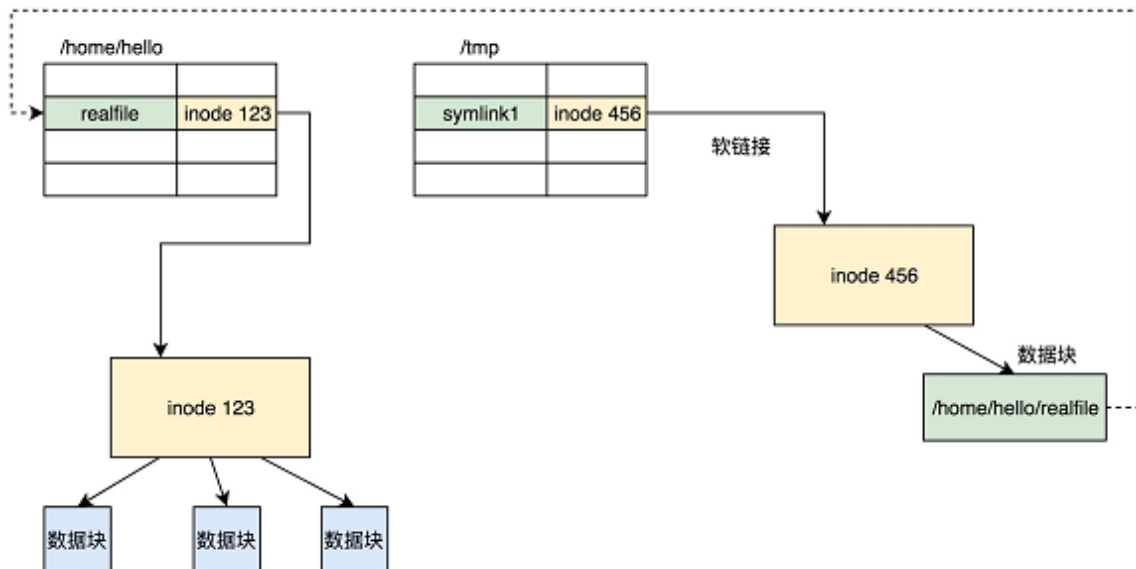 /home/hello
/tmp
realfile
inode 123
symlink1
inode 456
软链接
inode 456
数据块
/home/hello/realfile
inode 123
数据块
数据块
数据块